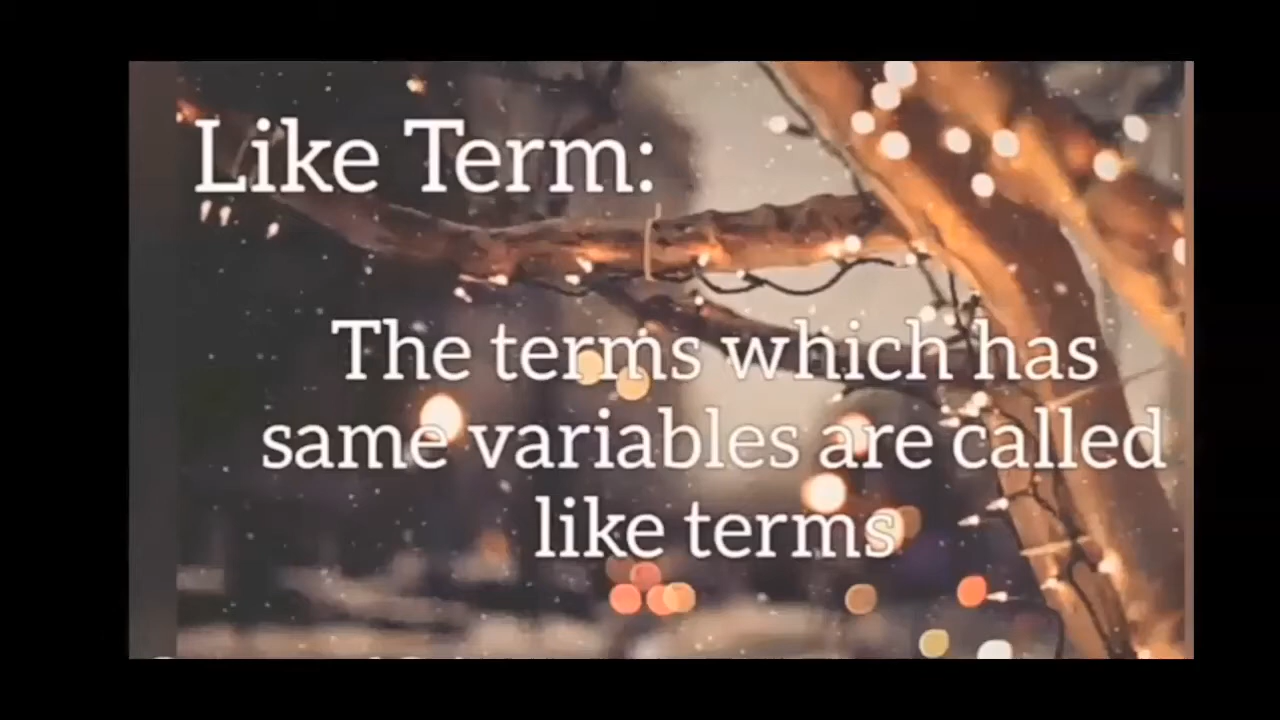 Like Term:
The terms which has
same variables are called
like terms